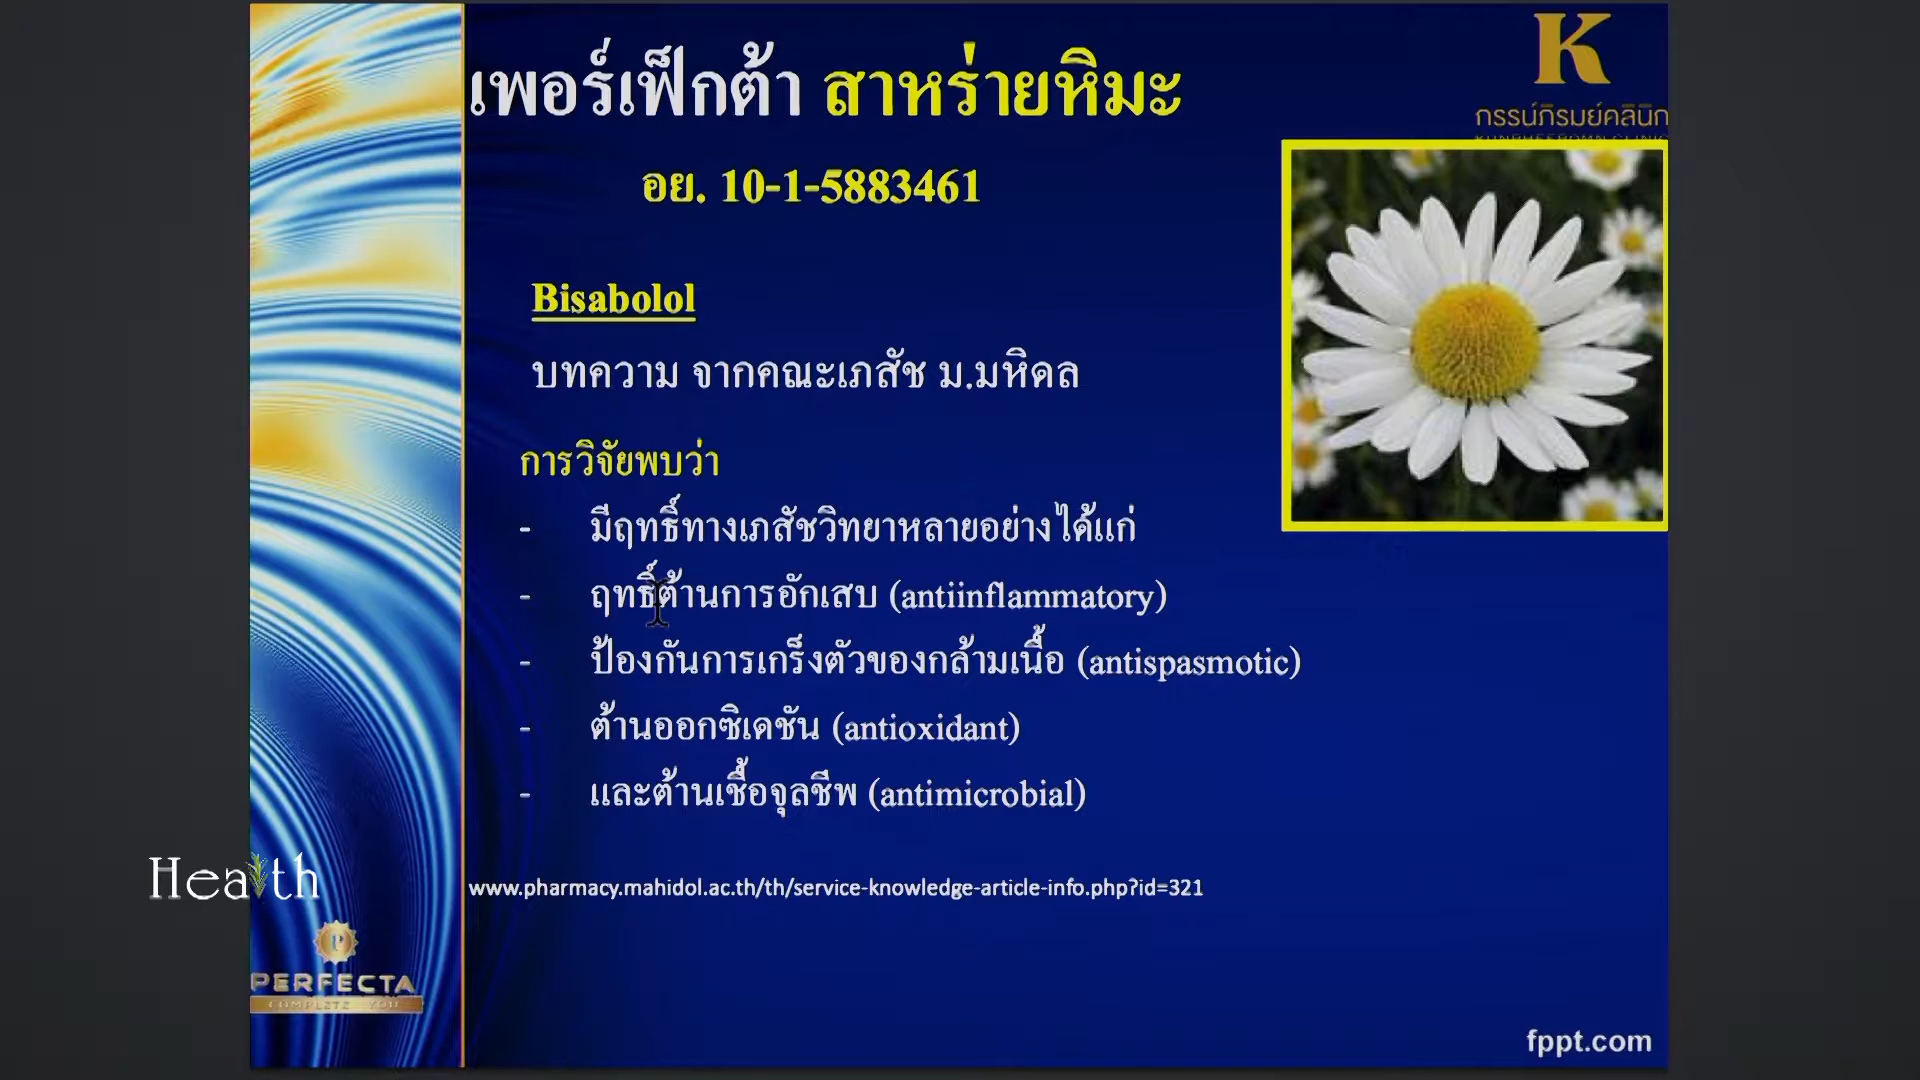 เพอร์เฟ็กต้า สาหร่ายหิมะ
K
กรรณ์ภิรมย์คลินิก
อย. 10-1-5883461
Bisabolol
บทความ จากคณะเภสัช ม.มหิดล
การวิจัยพบว่า
- มีฤทธิ์ทางเภสัชวิทยาหลายอย่างได้แก่
- ฤทธิ์ต้านการอักเสบ (antiinflammatory)
- ป้องกันการเกร็งตัวของกล้ามเนื้อ (antispasmotic)
- ต้านออกซิเดชัน (antioxidant)
- และต้านเชื้อจุลชีพ (antimicrobial)
Health
www.pharmacy.mahidol.ac.th/th/service-knowledge-article-info.php?id=321
P
PERFECTA
COMPLETE YOU
fppt.com